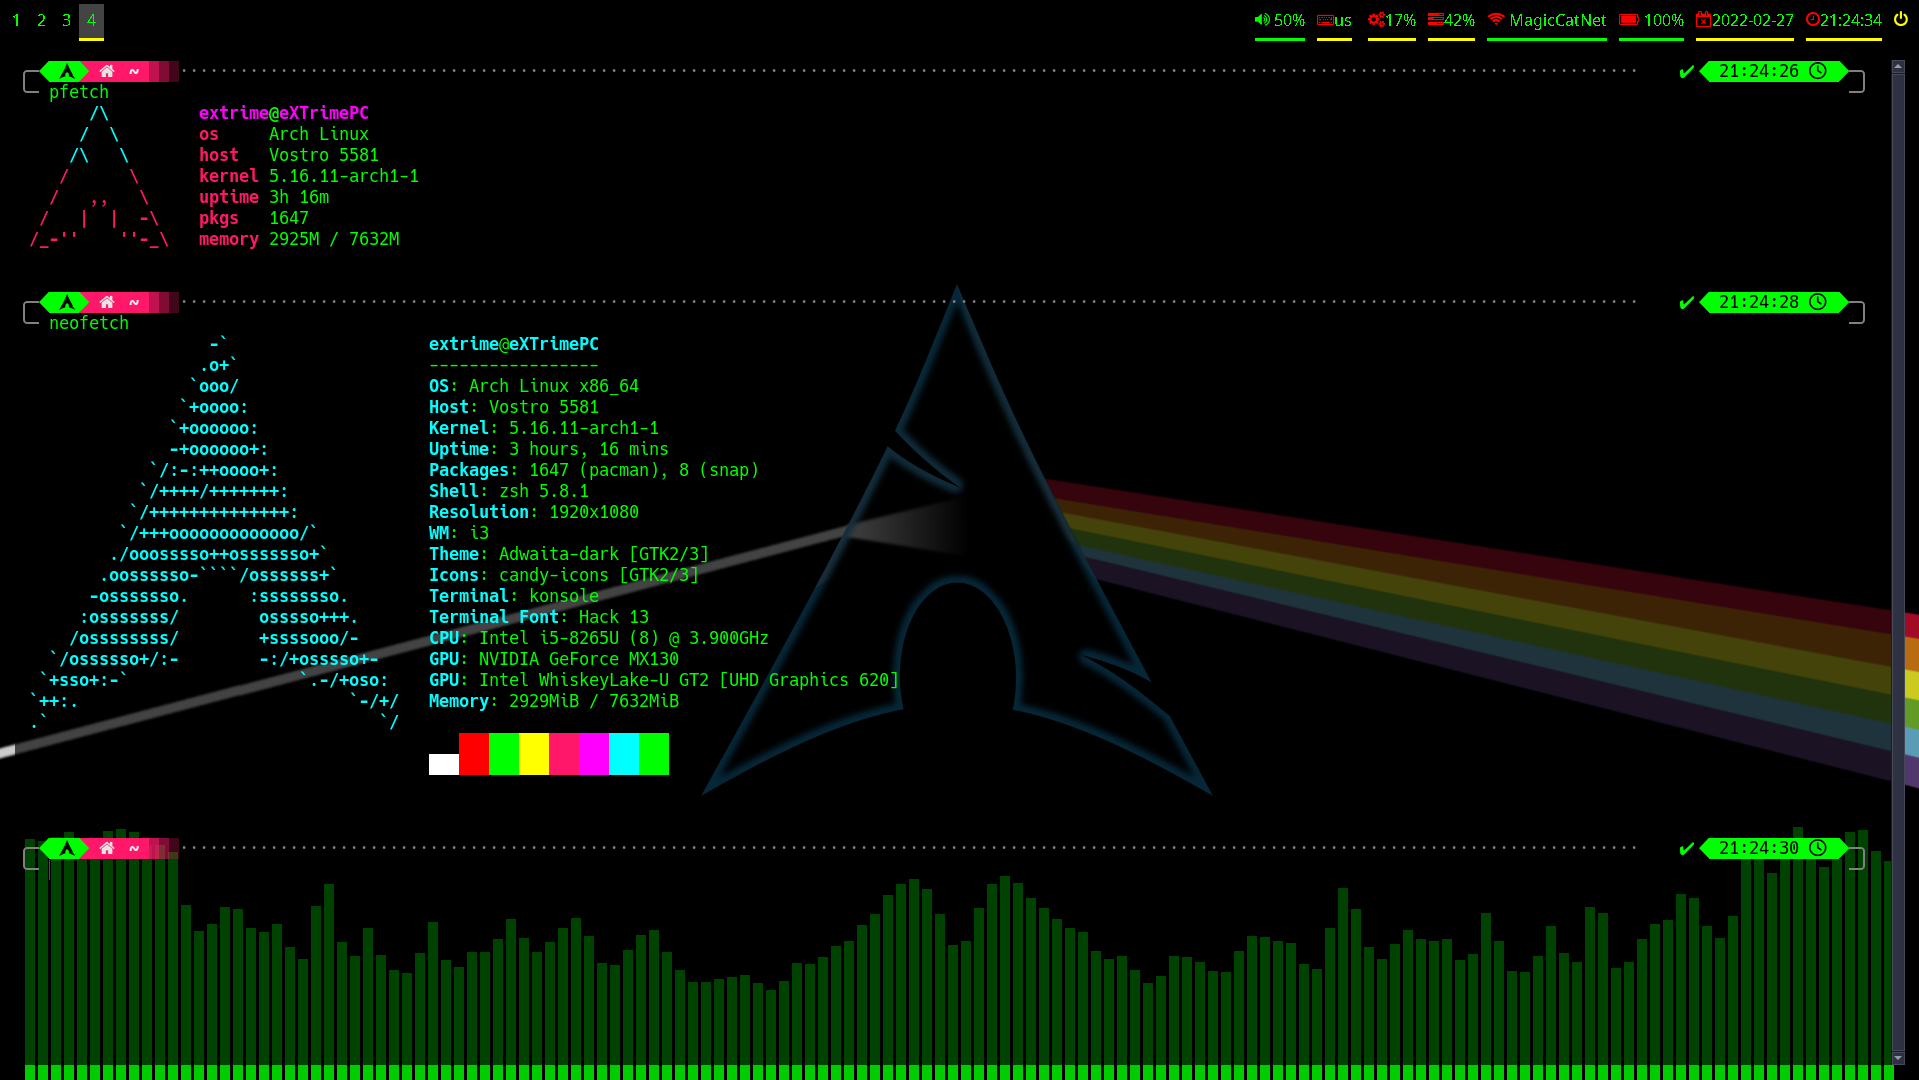 1 2 3 4 50% us 17% 42% MagicCatNet 100% 2022-02-27 21:24:34
~ 21:24:26
pfetch
extrime@eXTrimePC
os Arch Linux
host Vostro 5581
kernel 5.16.11-arch1-1
uptime 3h 16m
pkgs 1647
memory 2925M / 7632M
~ 21:24:28
neofetch
extrime@eXTrimePC
-----------------
OS: Arch Linux x86_64
Host: Vostro 5581
Kernel: 5.16.11-arch1-1
Uptime: 3 hours, 16 mins
Packages: 1647 (pacman), 8 (snap)
Shell: zsh 5.8.1
Resolution: 1920x1080
WM: i3
Theme: Adwaita-dark [GTK2/3]
Icons: candy-icons [GTK2/3]
Terminal: konsole
Terminal Font: Hack 13
CPU: Intel i5-8265U (8) @ 3.900GHz
GPU: NVIDIA GeForce MX130
GPU: Intel WhiskeyLake-U GT2 [UHD Graphics 620]
Memory: 2929MiB / 7632MiB
~ 21:24:30